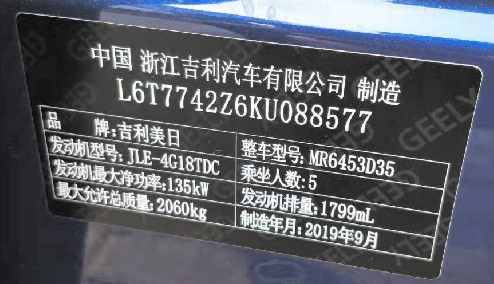 中国 浙江吉利汽车有限公司 制造
L6T7742Z6KU088577
品 牌:吉利美日
整车型号: MR6453D35
发动机型号: JLE-4G18TDC
乘坐人数: 5
发动机最大净功率: 135kW
发动机排量: 1799mL
最大允许总质量: 2060kg
制造年月: 2019年9月
GEELY
GEELY
GEELY